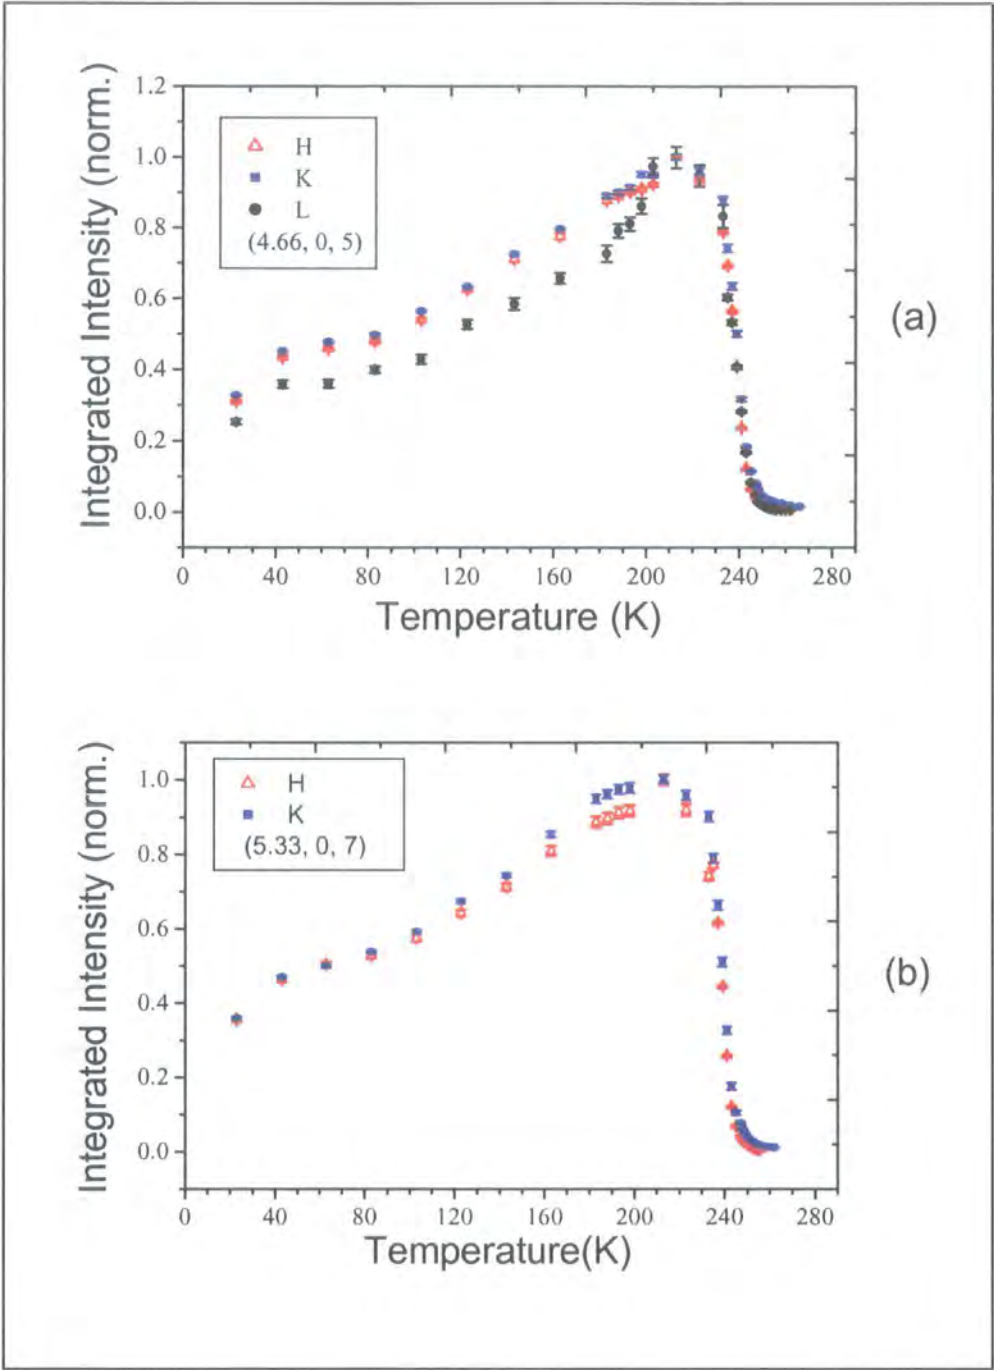 Integrated Intensity (norm.)
1.2
1.0
0.8
0.6
0.4
0.2
0.0
H
K
L
(4.66, 0, 5)
(a)
0 40 80 120 160 200 240 280
Temperature (K)
Integrated Intensity (norm.)
1.0
0.8
0.6
0.4
0.2
0.0
H
K
(5.33, 0, 7)
(b)
0 40 80 120 160 200 240 280
Temperature(K)